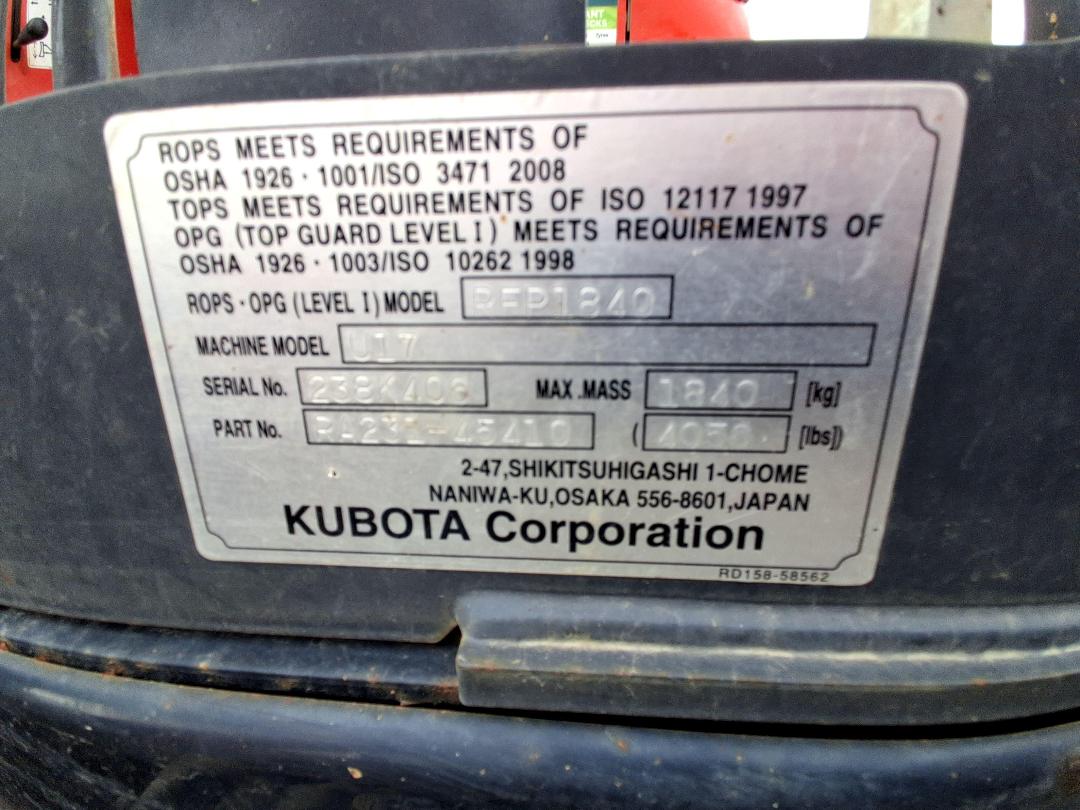 ANT
ROPS MEETS REQUIREMENTS OF
OSHA 1926 · 1001/ISO 3471 2008
TOPS MEETS REQUIREMENTS OF ISO 12117 1997
OPG (TOP GUARD LEVEL I) MEETS REQUIREMENTS OF
OSHA 1926 · 1003/ISO 10262 1998
ROPS · OPG (LEVEL I) MODEL
MACHINE MODEL U17
SERIAL No. MAX.MASS 1840 [kg]
PART No. RA231-45410 ( [lbs])
2-47,SHIKITSUHIGASHI 1-CHOME
NANIWA-KU,OSAKA 556-8601,JAPAN
KUBOTA Corporation
RD158-58562